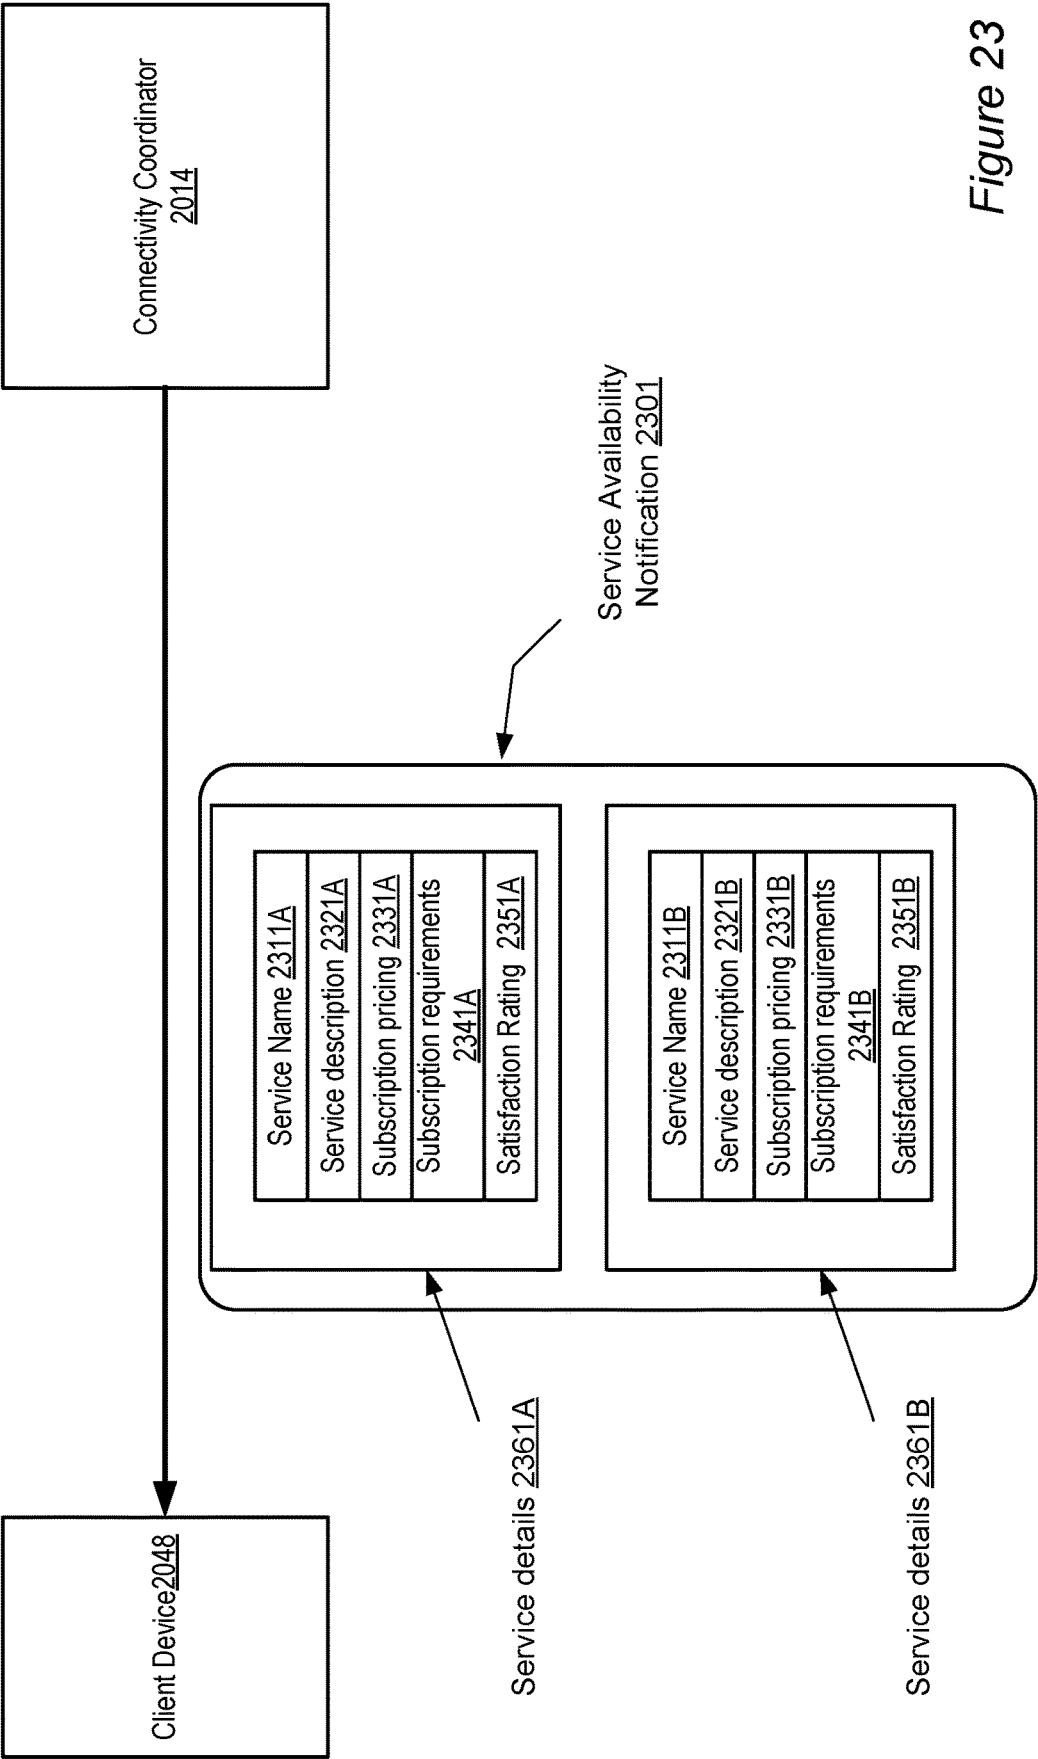 Connectivity Coordinator
2014
Client Device2048
Service Availability
Notification 2301
Service Name 2311A
Service description 2321A
Subscription pricing 2331A
Subscription requirements
2341A
Satisfaction Rating 2351A
Service details 2361A
Service Name 2311B
Service description 2321B
Subscription pricing 2331B
Subscription requirements
2341B
Satisfaction Rating 2351B
Service details 2361B
Figure 23